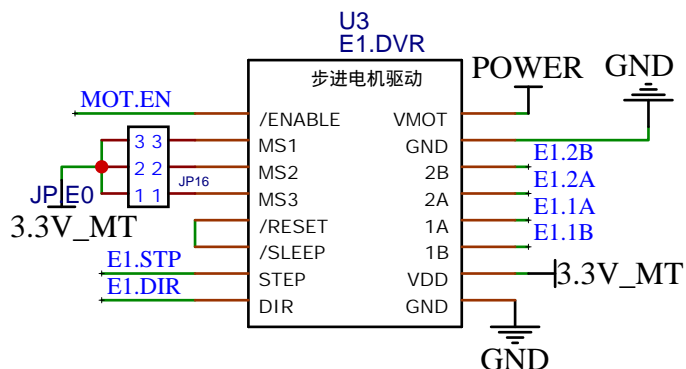 U3
E1.DVR
步进电机驱动
POWER
GND
MOT.EN
/ENABLE
VMOT
3 3
MS1
GND
E1.2B
2 2
MS2
2B
E1.2A
JP.E0
1 1
JP16
MS3
2A
E1.1A
3.3V_MT
/RESET
1A
E1.1B
/SLEEP
1B
E1.STP
STEP
VDD
3.3V_MT
E1.DIR
DIR
GND
GND